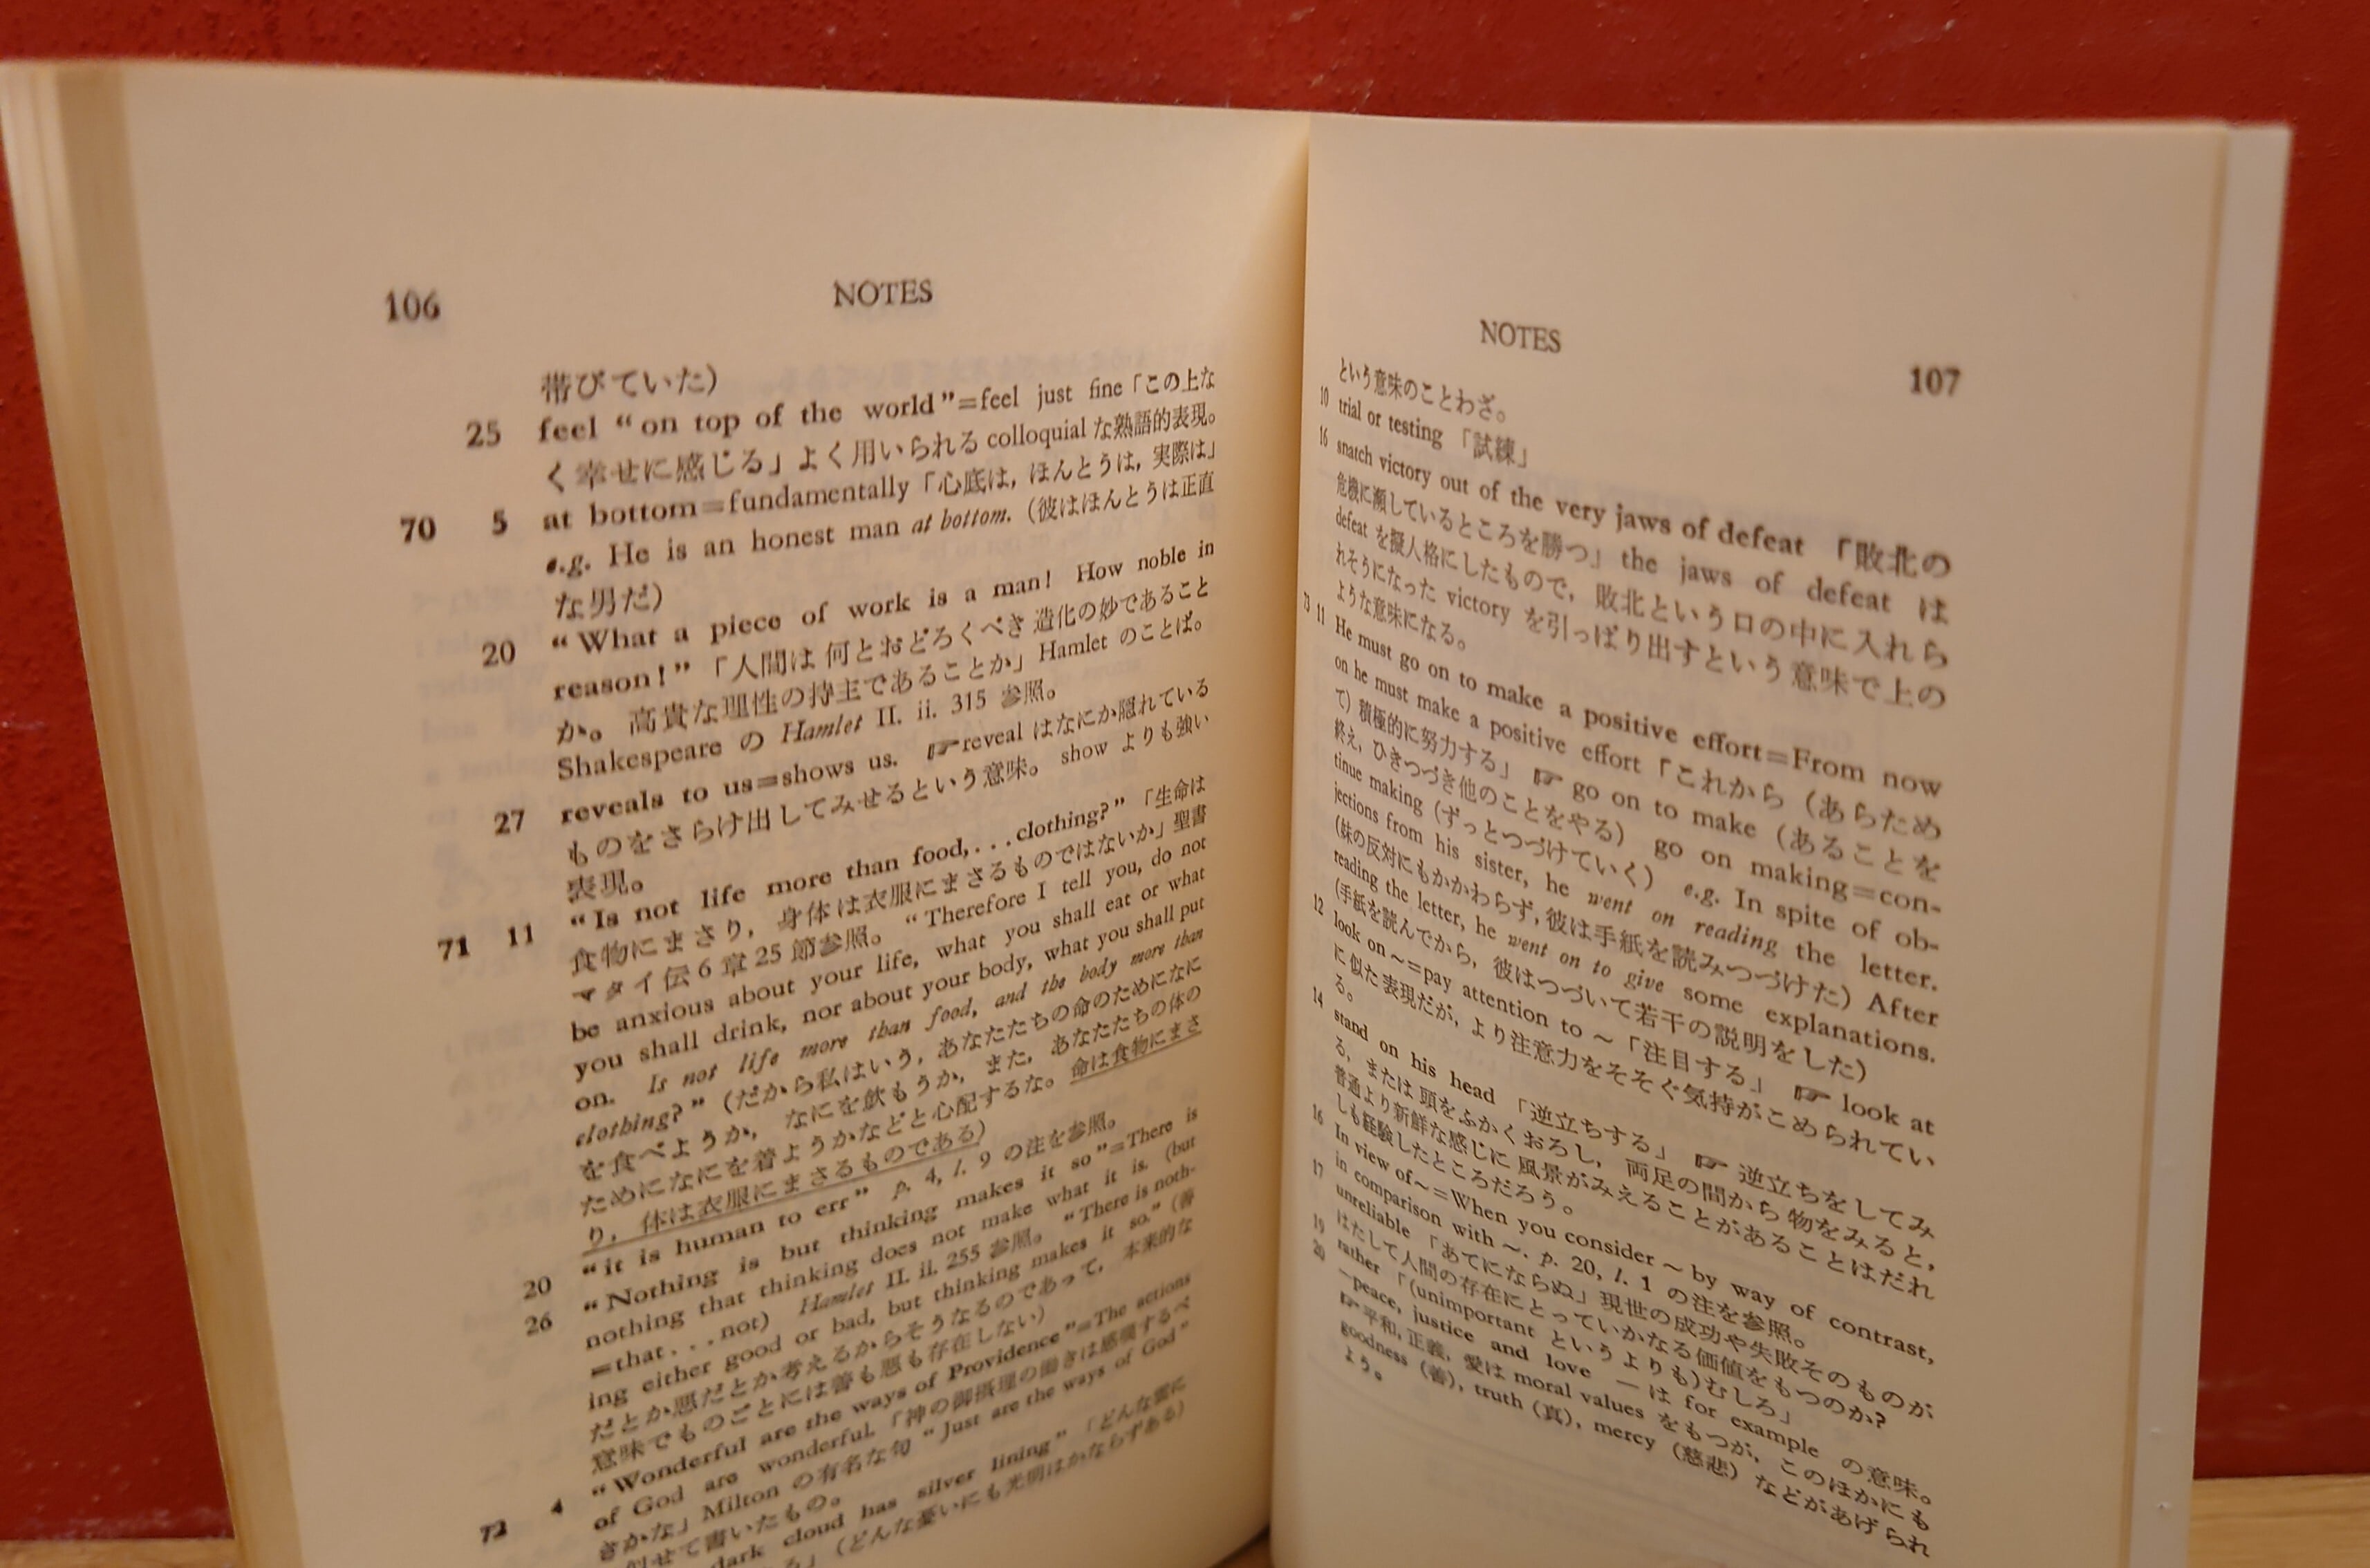 106
NOTES
帯びていた）
25 feel “on top of the world”=feel just fine「この上な
く幸せに感じる」よく用いられる colloquial な熟語的表現。
70 5 at bottom=fundamentally「心底は，ほんとうは，実際は」
e.g. He is an honest man at bottom.（彼はほんとうは正直
な男だ）
20 “What a piece of work is a man! How noble in
reason!”「人間は何とおどろくべき造化の妙であること
か。高貴な理性の持主であることか」Hamlet のことば。
Shakespeare の Hamlet II. ii. 315 参照。
27 reveals to us=shows us. ☞reveal はなにか隠れている
ものをさらけ出してみせるという意味。 show よりも強い
表現。
71 11 “Is not life more than food,...clothing?”「生命は
食物にまさり，身体は衣服にまさるものではないか」聖書
マタイ伝6章25節参照。“Therefore I tell you, do not
be anxious about your life, what you shall eat or what
you shall drink, nor about your body, what you shall put
on. Is not life more than food, and the body more than
clothing?”（だから私はいう，あなたたちの命のためになに
を食べようか，なにを飲もうか，また，あなたたちの体の
ためになにを着ようかなどと心配するな。命は食物にまさ
り，体は衣服にまさるものである）
20 “it is human to err” p. 4, l. 9 の注を参照。
26 “Nothing is but thinking makes it so”=There is
nothing that thinking does not make what it is. (but
=that...not) Hamlet II. ii. 255 参照。“There is noth-
ing either good or bad, but thinking makes it so.”（善
だとか悪だとか考えるからそうなるのであって，本来的な
意味でものごとには善も悪も存在しない）
72 4 “Wonderful are the ways of Providence”=The actions
of God are wonderful.「神の御摂理の働きは感嘆するべ
きかな」Milton の有名な句 “Just are the ways of God”
似せて書いたもの。
dark cloud has silver lining”「どんな雲に
る」（どんな憂いにも光明はかならずある）
NOTES
107
という意味のことわざ。
10 trial or testing「試練」
16 snatch victory out of the very jaws of defeat「敗北の
危機に瀕しているところを勝つ」the jaws of defeat は
defeat を擬人格にしたもので，敗北という口の中に入れら
れそうになった victory を引っぱり出すという意味で上の
ような意味になる。
73 11 He must go on to make a positive effort=From now
on he must make a positive effort「これから（あらため
て）積極的に努力する」☞ go on to make（あることを
終え，ひきつづき他のことをやる） go on making=con-
tinue making（ずっとつづけていく） e.g. In spite of ob-
jections from his sister, he went on reading the letter.
（妹の反対にもかかわらず，彼は手紙を読みつづけた）After
reading the letter, he went on to give some explanations.
（手紙を読んでから，彼はつづいて若干の説明をした）
12 look on ~=pay attention to ~「注目する」☞ look at
に似た表現だが，より注意力をそそぐ気持がこめられてい
る。
14 stand on his head「逆立ちする」☞ 逆立ちをしてみ
る，または頭をふかくおろし，両足の間から物をみると，
普通より新鮮な感じに風景がみえることがあることはだれ
しも経験したところだろう。
16 In view of~=When you consider ~ by way of contrast,
in comparison with ~. p. 20, l. 1 の注を参照。
17 unreliable「あてにならぬ」現世の成功や失敗そのものが
はたして人間の存在にとっていかなる価値をもつのか?
19 rather「(unimportant というよりも)むしろ」
20 —peace, justice and love — は for example の意味。
☞平和，正義，愛は moral values をもつが，このほかにも
goodness（善）, truth（真）, mercy（慈悲）などがあげられ
よう。